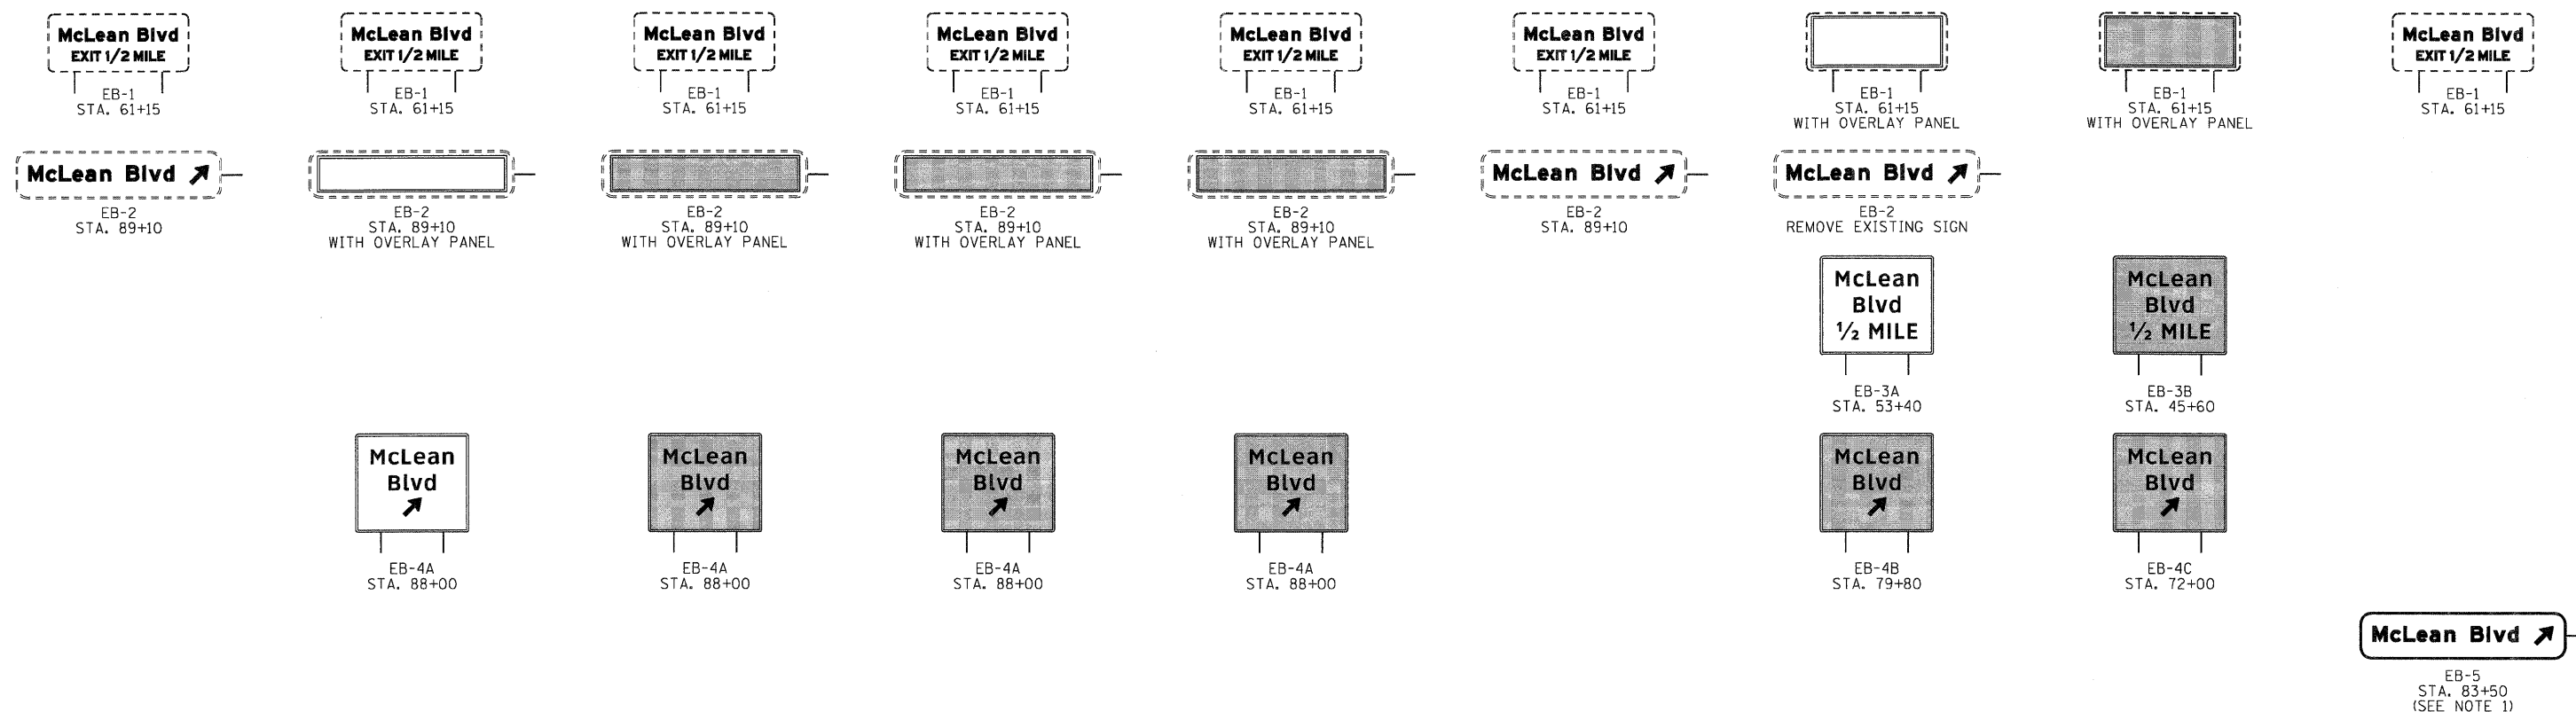 McLean Blvd
EXIT 1/2 MILE
EB-1
STA. 61+15
McLean Blvd
EXIT 1/2 MILE
EB-1
STA. 61+15
McLean Blvd
EXIT 1/2 MILE
EB-1
STA. 61+15
McLean Blvd
EXIT 1/2 MILE
EB-1
STA. 61+15
McLean Blvd
EXIT 1/2 MILE
EB-1
STA. 61+15
McLean Blvd
EXIT 1/2 MILE
EB-1
STA. 61+15
EB-1
STA. 61+15
WITH OVERLAY PANEL
EB-1
STA. 61+15
WITH OVERLAY PANEL
McLean Blvd
EXIT 1/2 MILE
EB-1
STA. 61+15
McLean Blvd
EB-2
STA. 89+10
EB-2
STA. 89+10
WITH OVERLAY PANEL
EB-2
STA. 89+10
WITH OVERLAY PANEL
EB-2
STA. 89+10
WITH OVERLAY PANEL
EB-2
STA. 89+10
WITH OVERLAY PANEL
McLean Blvd
EB-2
STA. 89+10
McLean Blvd
EB-2
REMOVE EXISTING SIGN
McLean
Blvd
½ MILE
EB-3A
STA. 53+40
McLean
Blvd
½ MILE
EB-3B
STA. 45+60
McLean
Blvd
EB-4A
STA. 88+00
McLean
Blvd
EB-4A
STA. 88+00
McLean
Blvd
EB-4A
STA. 88+00
McLean
Blvd
EB-4A
STA. 88+00
McLean
Blvd
EB-4B
STA. 79+80
McLean
Blvd
EB-4C
STA. 72+00
McLean Blvd
EB-5
STA. 83+50
(SEE NOTE 1)